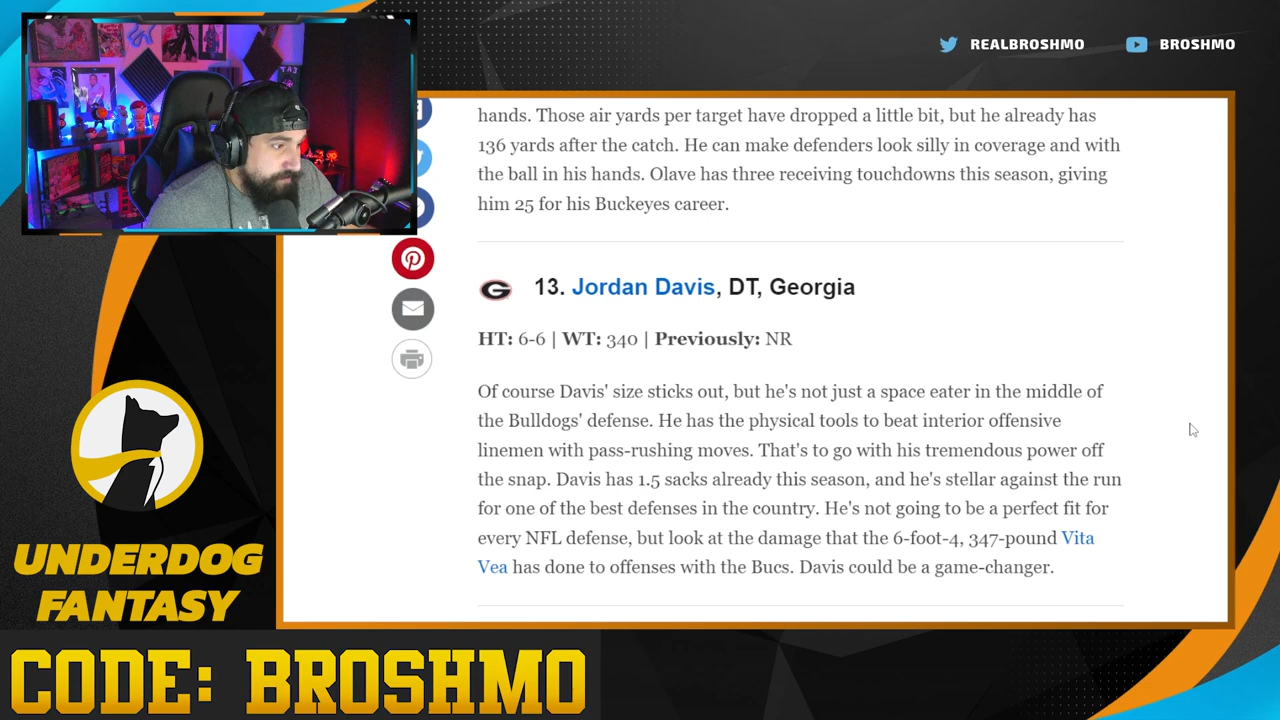 REALBROSHMO
BROSHMO
hands. Those air yards per target have dropped a little bit, but he already has
136 yards after the catch. He can make defenders look silly in coverage and with
the ball in his hands. Olave has three receiving touchdowns this season, giving
him 25 for his Buckeyes career.
G
13. Jordan Davis, DT, Georgia
HT: 6-6 | WT: 340 | Previously: NR
Of course Davis' size sticks out, but he's not just a space eater in the middle of
the Bulldogs' defense. He has the physical tools to beat interior offensive
linemen with pass-rushing moves. That's to go with his tremendous power off
the snap. Davis has 1.5 sacks already this season, and he's stellar against the run
for one of the best defenses in the country. He's not going to be a perfect fit for
every NFL defense, but look at the damage that the 6-foot-4, 347-pound Vita
Vea has done to offenses with the Bucs. Davis could be a game-changer.
UNDERDOG
FANTASY
CODE: BROSHMO